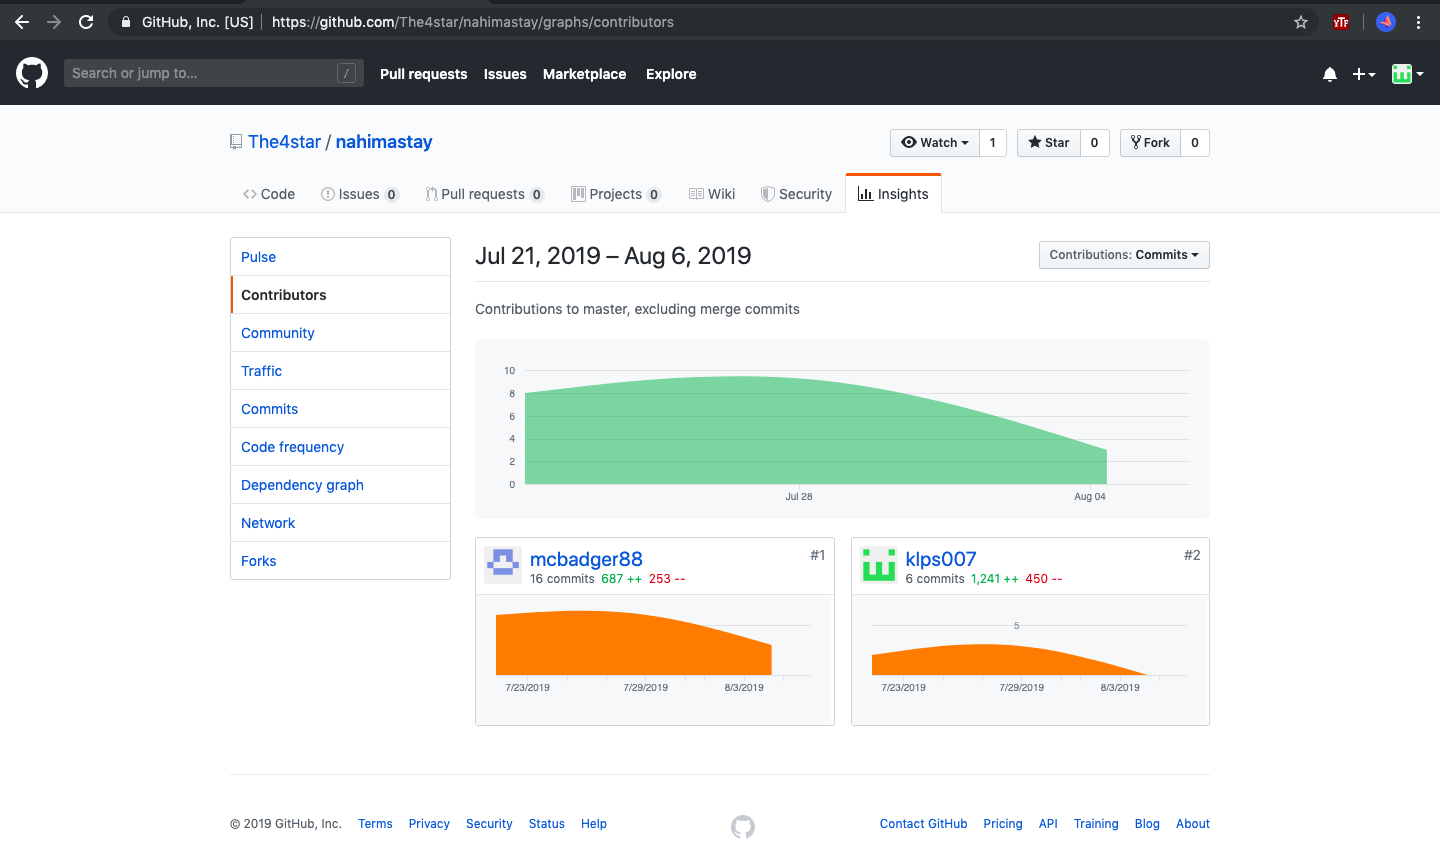 GitHub, Inc. [US] | https://github.com/The4star/nahimastay/graphs/contributors
YTF
Search or jump to... /
Pull requests Issues Marketplace Explore
The4star / nahimastay
Watch 1 Star 0 Fork 0
Code Issues 0 Pull requests 0 Projects 0 Wiki Security Insights
Pulse
Contributors
Community
Traffic
Commits
Code frequency
Dependency graph
Network
Forks
Jul 21, 2019 – Aug 6, 2019
Contributions: Commits
Contributions to master, excluding merge commits
10
8
6
4
2
0
Jul 28 Aug 04
mcbadger88 #1
16 commits 687 ++ 253 --
7/23/2019 7/29/2019 8/3/2019
klps007 #2
6 commits 1,241 ++ 450 --
5
7/23/2019 7/29/2019 8/3/2019
© 2019 GitHub, Inc. Terms Privacy Security Status Help
Contact GitHub Pricing API Training Blog About